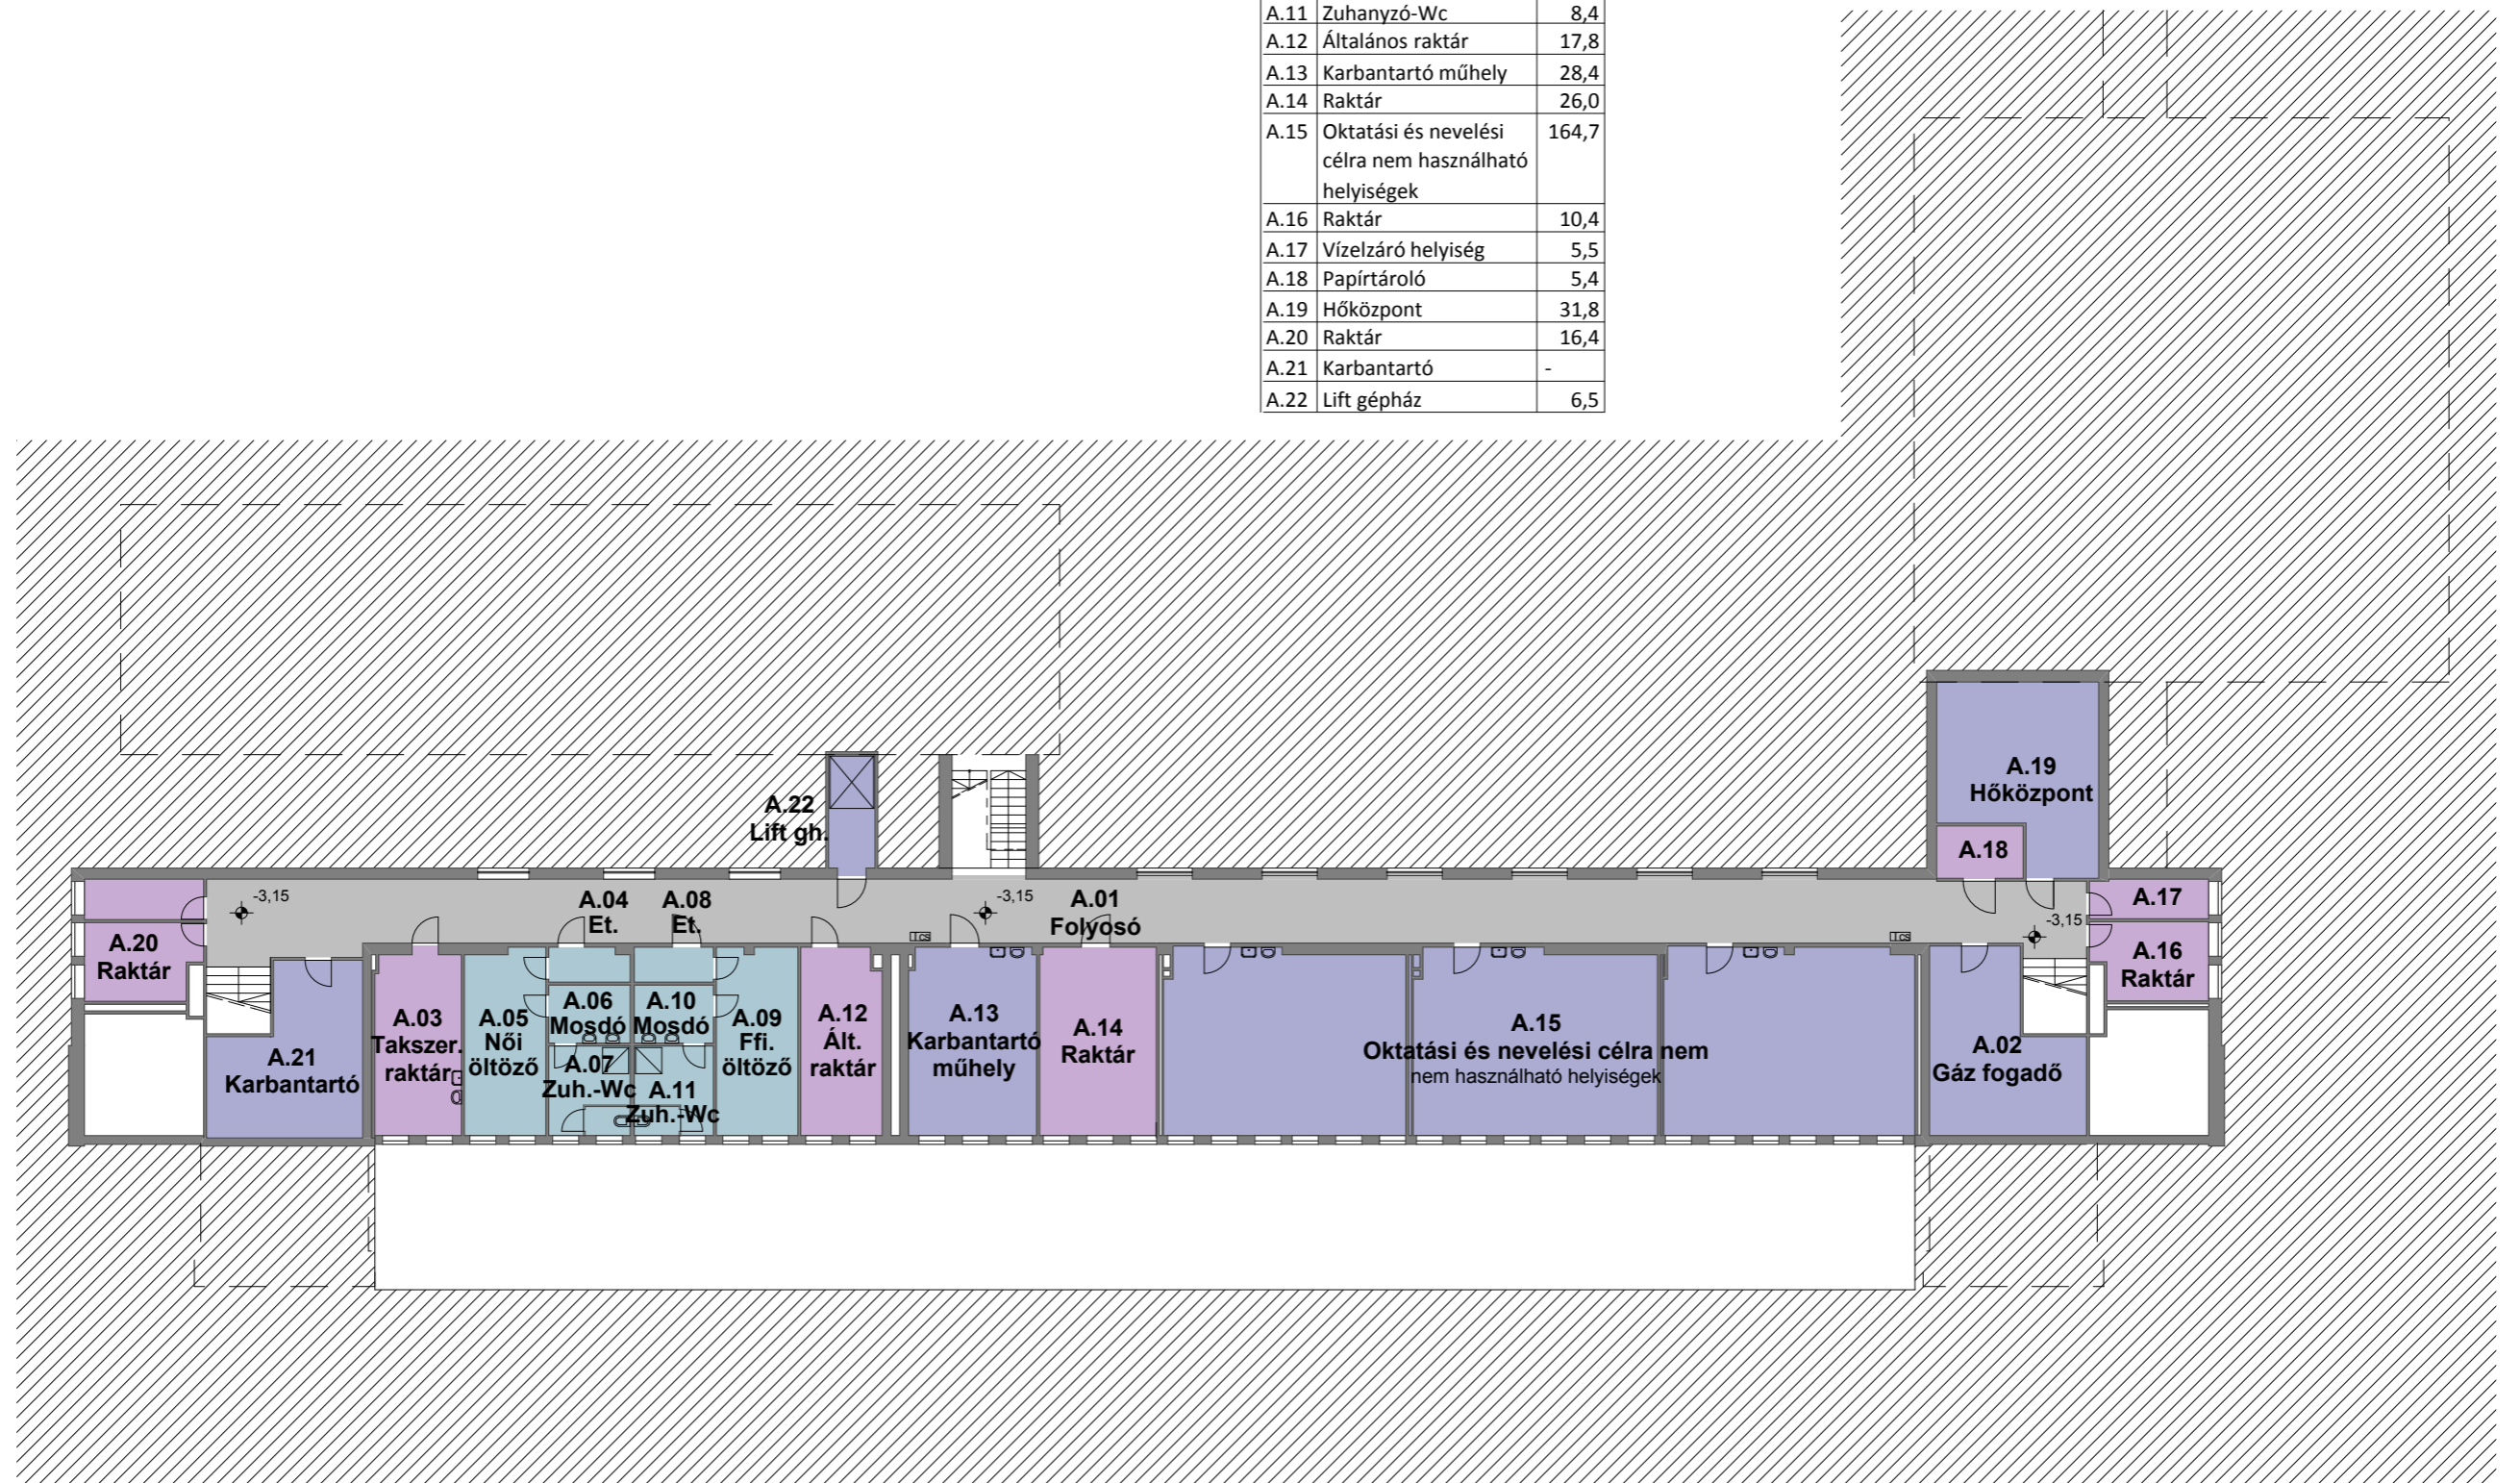 A.11 Zuhanyzó-Wc 8,4
A.12 Általános raktár 17,8
A.13 Karbantartó műhely 28,4
A.14 Raktár 26,0
A.15 Oktatási és nevelési 164,7
célra nem használható
helyiségek
A.16 Raktár 10,4
A.17 Vízelzáró helyiség 5,5
A.18 Papírtároló 5,4
A.19 Hőközpont 31,8
A.20 Raktár 16,4
A.21 Karbantartó -
A.22 Lift gépház 6,5
A.19
Hőközpont
A.22
Lift gh.
A.18
-3,15
A.04
Et.
A.08
Et.
-3,15
A.01
Folyosó
A.17
-3,15
Tcs
Tcs
A.20
Raktár
A.16
Raktár
A.21
Karbantartó
A.03
Takszer.
raktár
A.05
Női
öltöző
A.06
Mosdó
A.10
Mosdó
A.07
Zuh.-Wc
A.11
Zuh.-Wc
A.09
Ffi.
öltöző
A.12
Ált.
raktár
A.13
Karbantartó
műhely
A.14
Raktár
A.15
Oktatási és nevelési célra nem
nem használható helyiségek
A.02
Gáz fogadó